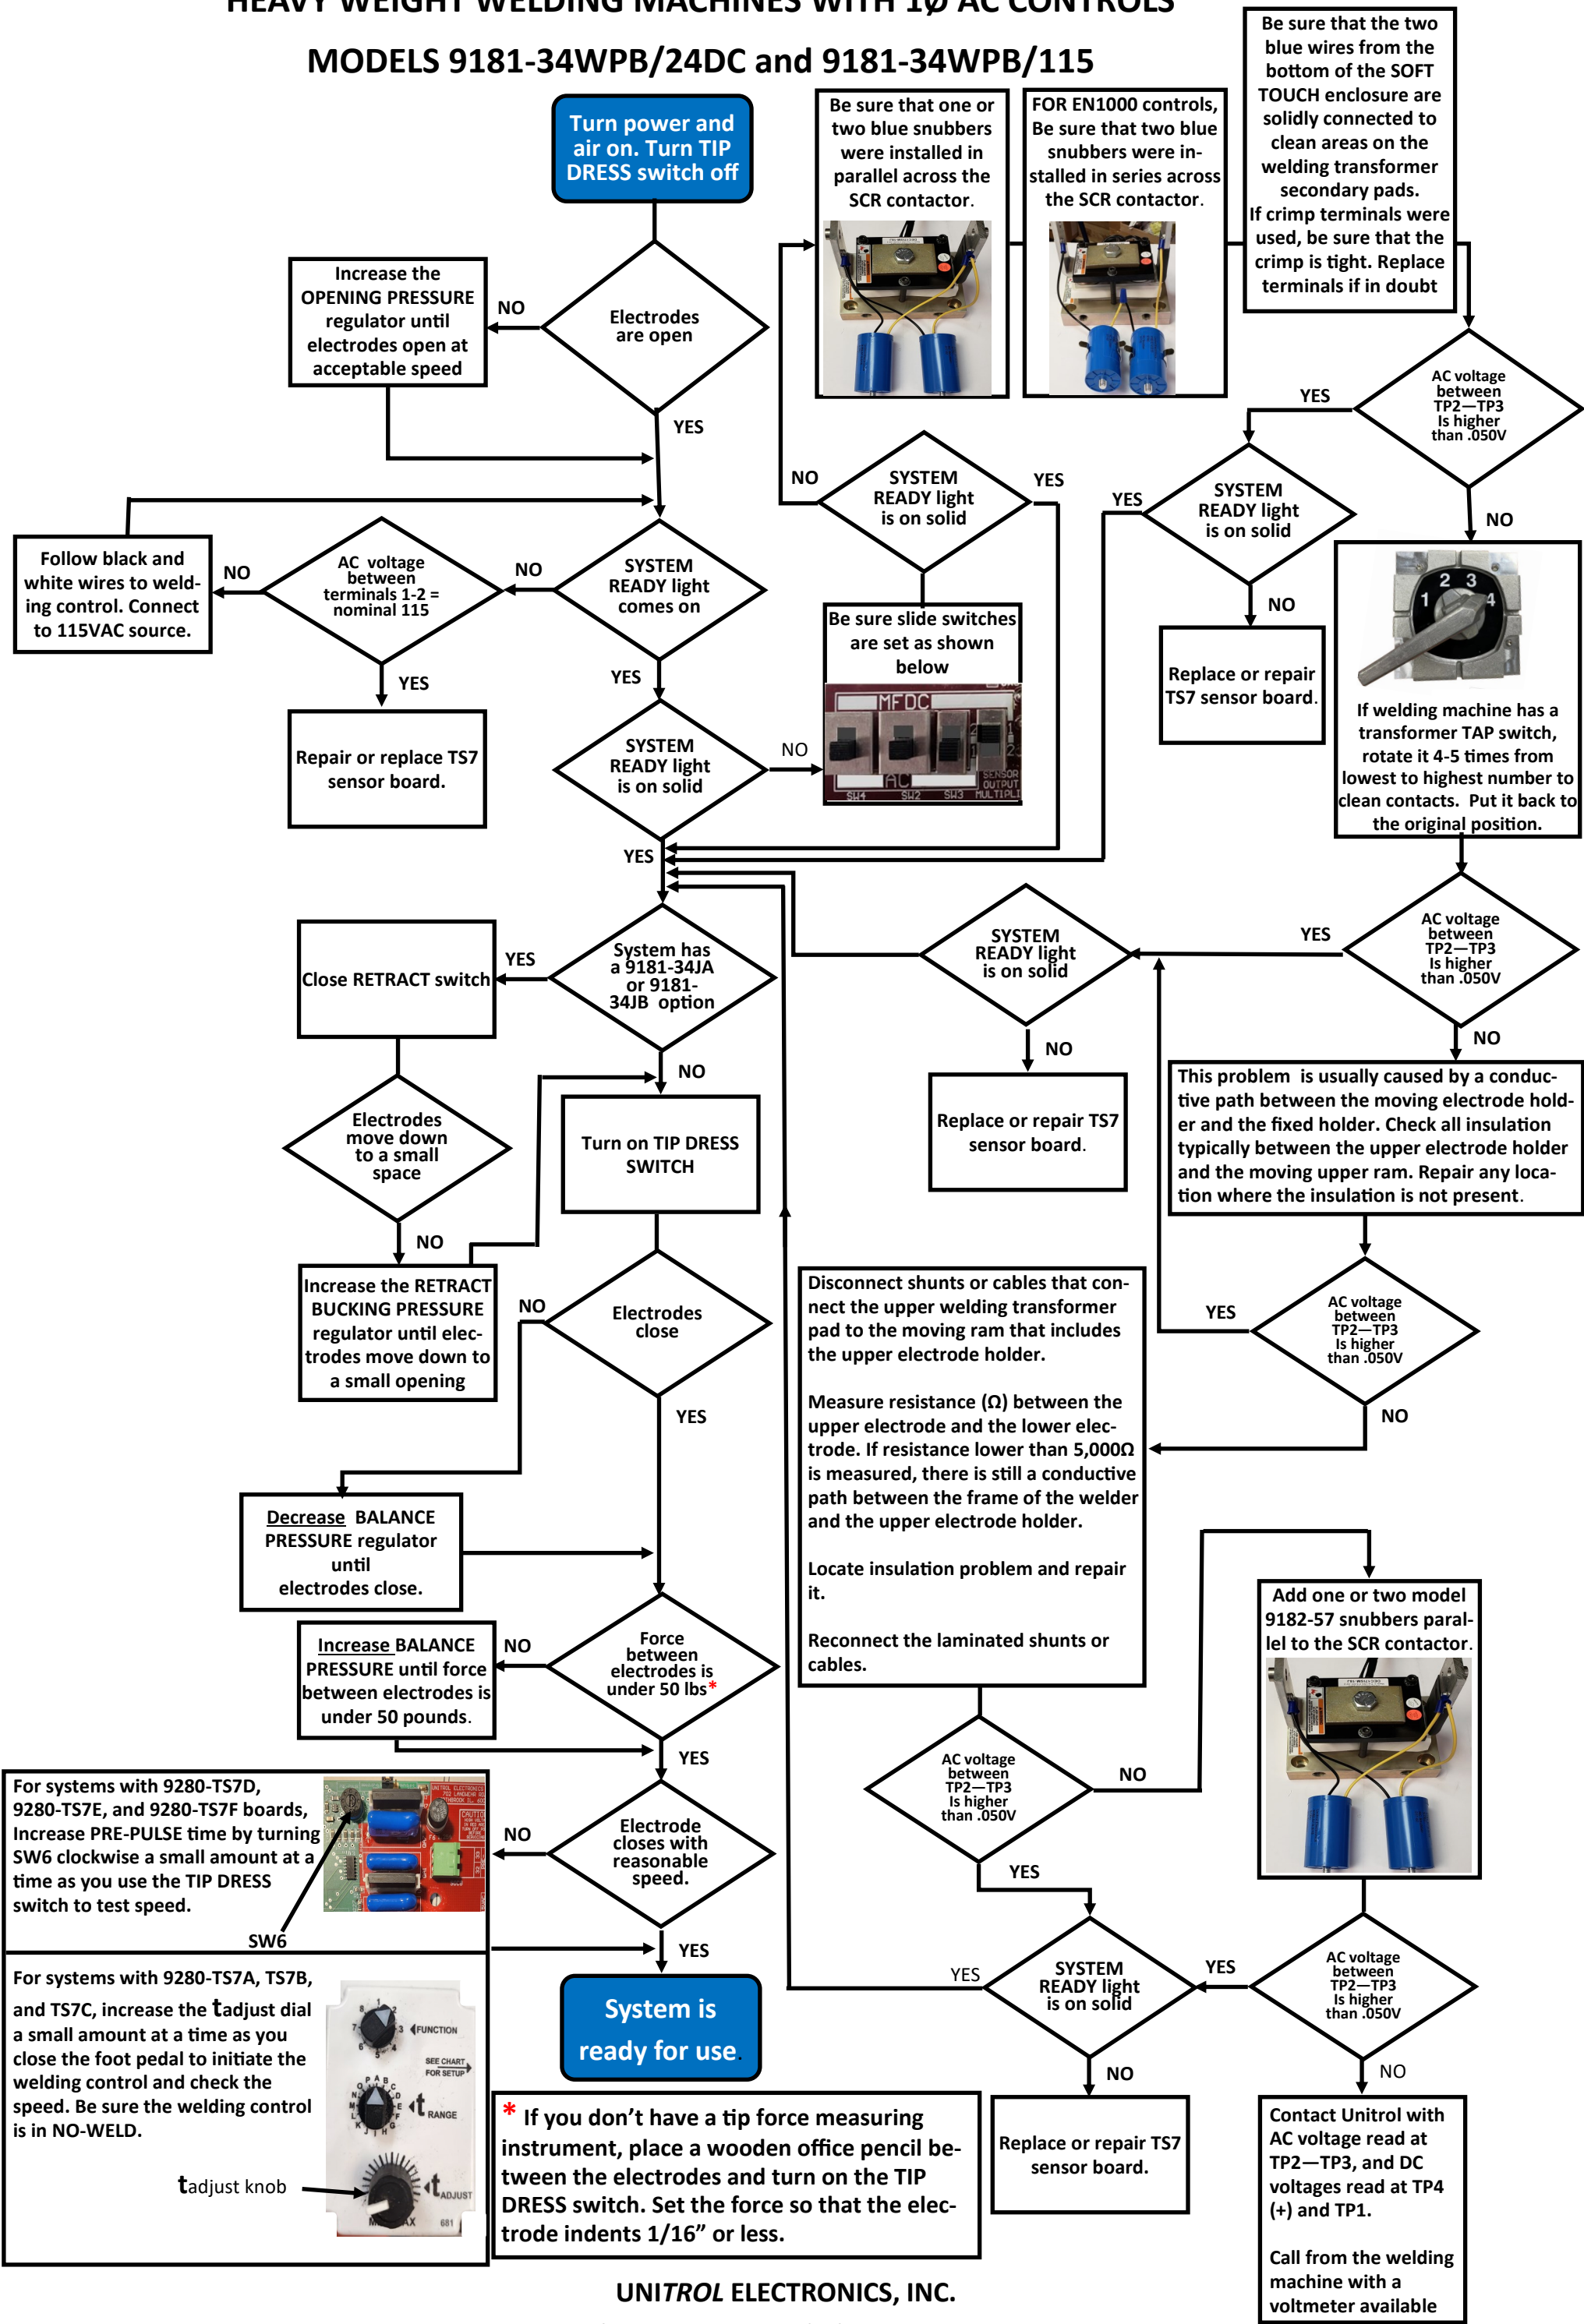 HEAVY WEIGHT WELDING MACHINES WITH 1Ø AC CONTROLS
MODELS 9181-34WPB/24DC and 9181-34WPB/115
Turn power and
air on. Turn TIP
DRESS switch off
Be sure that one or
two blue snubbers
were installed in
parallel across the
SCR contactor.
FOR EN1000 controls,
Be sure that two blue
snubbers were in-
stalled in series across
the SCR contactor.
Be sure that the two
blue wires from the
bottom of the SOFT
TOUCH enclosure are
solidly connected to
clean areas on the
welding transformer
secondary pads.
If crimp terminals were
used, be sure that the
crimp is tight. Replace
terminals if in doubt
Increase the
OPENING PRESSURE
regulator until
electrodes open at
acceptable speed
NO
Electrodes
are open
YES
AC voltage
between
TP2—TP3
Is higher
than .050V
YES
NO
NO
SYSTEM
READY light
is on solid
YES
YES
SYSTEM
READY light
is on solid
NO
Replace or repair
TS7 sensor board.
Follow black and
white wires to weld-
ing control. Connect
to 115VAC source.
NO
AC voltage
between
terminals 1-2 =
nominal 115
NO
SYSTEM
READY light
comes on
YES
YES
Repair or replace TS7
sensor board.
SYSTEM
READY light
is on solid
NO
YES
Be sure slide switches
are set as shown
below
MFDC
AC
SW4 SW2 SW3
SENSOR
OUTPUT
MULTIPLI
1 2 3 4
If welding machine has a
transformer TAP switch,
rotate it 4-5 times from
lowest to highest number to
clean contacts. Put it back to
the original position.
Close RETRACT switch
YES
System has
a 9181-34JA
or 9181-
34JB option
NO
SYSTEM
READY light
is on solid
NO
YES
AC voltage
between
TP2—TP3
Is higher
than .050V
NO
Replace or repair TS7
sensor board.
This problem is usually caused by a conduc-
tive path between the moving electrode hold-
er and the fixed holder. Check all insulation
typically between the upper electrode holder
and the moving upper ram. Repair any loca-
tion where the insulation is not present.
Electrodes
move down
to a small
space
NO
Turn on TIP DRESS
SWITCH
Increase the RETRACT
BUCKING PRESSURE
regulator until elec-
trodes move down to
a small opening
NO
Electrodes
close
YES
Disconnect shunts or cables that con-
nect the upper welding transformer
pad to the moving ram that includes
the upper electrode holder.
Measure resistance (Ω) between the
upper electrode and the lower elec-
trode. If resistance lower than 5,000Ω
is measured, there is still a conductive
path between the frame of the welder
and the upper electrode holder.
Locate insulation problem and repair
it.
Reconnect the laminated shunts or
cables.
YES
AC voltage
between
TP2—TP3
Is higher
than .050V
NO
Decrease BALANCE
PRESSURE regulator
until
electrodes close.
Increase BALANCE
PRESSURE until force
between electrodes is
under 50 pounds.
NO
Force
between
electrodes is
under 50 lbs*
YES
Add one or two model
9182-57 snubbers paral-
lel to the SCR contactor.
AC voltage
between
TP2—TP3
Is higher
than .050V
NO
YES
For systems with 9280-TS7D,
9280-TS7E, and 9280-TS7F boards,
Increase PRE-PULSE time by turning
SW6 clockwise a small amount at a
time as you use the TIP DRESS
switch to test speed.
SW6
NO
Electrode
closes with
reasonable
speed.
YES
For systems with 9280-TS7A, TS7B,
and TS7C, increase the tadjust dial
a small amount at a time as you
close the foot pedal to initiate the
welding control and check the
speed. Be sure the welding control
is in NO-WELD.
tadjust knob
FUNCTION
SEE CHART
FOR SETUP
t RANGE
t ADJUST
681
System is
ready for use.
YES
SYSTEM
READY light
is on solid
YES
NO
AC voltage
between
TP2—TP3
Is higher
than .050V
NO
Replace or repair TS7
sensor board.
* If you don't have a tip force measuring
instrument, place a wooden office pencil be-
tween the electrodes and turn on the TIP
DRESS switch. Set the force so that the elec-
trode indents 1/16" or less.
Contact Unitrol with
AC voltage read at
TP2—TP3, and DC
voltages read at TP4
(+) and TP1.
Call from the welding
machine with a
voltmeter available
UNITROL ELECTRONICS, INC.